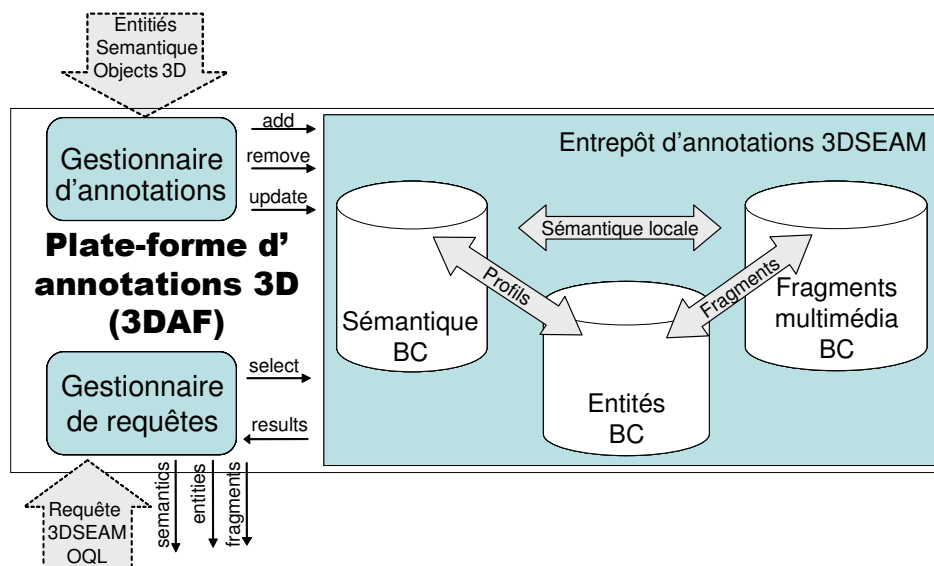 Entitiés
Semantique
Objects 3D
Gestionnaire
d'annotations
add
remove
update
Entrepôt d'annotations 3DSEAM
Plate-forme d'
annotations 3D
(3DAF)
Sémantique locale
Profils
Fragments
Sémantique
BC
Entités
BC
Fragments
multimédia
BC
Gestionnaire
de requêtes
select
results
semantics
entities
fragments
Requête
3DSEAM
OQL